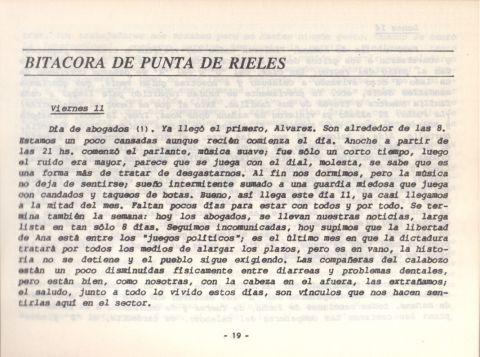 BITACORA DE PUNTA DE RIELES
Viernes 11
Dia de abogados (1). Ya llegó el primero, Alvarez. Son alrededor de las 8.
Estamos un poco cansadas aunque recién comienza el día. Anoche a partir de
las 21 hs. comenzó el parlante, música suave; fue sólo un corto tiempo, luego
el ruido era mayor, parece que se juega con el dial, molesta, se sabe que es
una forma más de tratar de desgastarnos. Al fin nos dormimos, pero la música
no deja de sentirse; sueño intermitente sumado a una guardia miedosa que juega
con candados y taqueos de botas. Bueno, así llega este día 11, ya casi llegamos
a la mitad del mes. Faltan pocos días para estar con todos y por todo. Se ter-
mina también la semana: hoy los abogados, se llevan nuestras noticias, larga
lista en tan sólo 8 días. Seguimos incomunicadas, hoy supimos que la libertad
de Ana está entre los "juegos políticos"; es el último mes en que la dictadura
tratará por todos los medios de alargar los plazos, pero es en vano, la histo-
ria no se detiene y el pueblo sigue exigiendo. Las compañeras del calabozo
están un poco disminuidas físicamente entre diarreas y problemas dentales,
pero están bien, como nosotras, con la cabeza en el afuera, las extrañamos;
el saludo, junto a todo lo vivido estos días, son vínculos que nos hacen sen-
tirlas aquí en el sector.
- 19 -